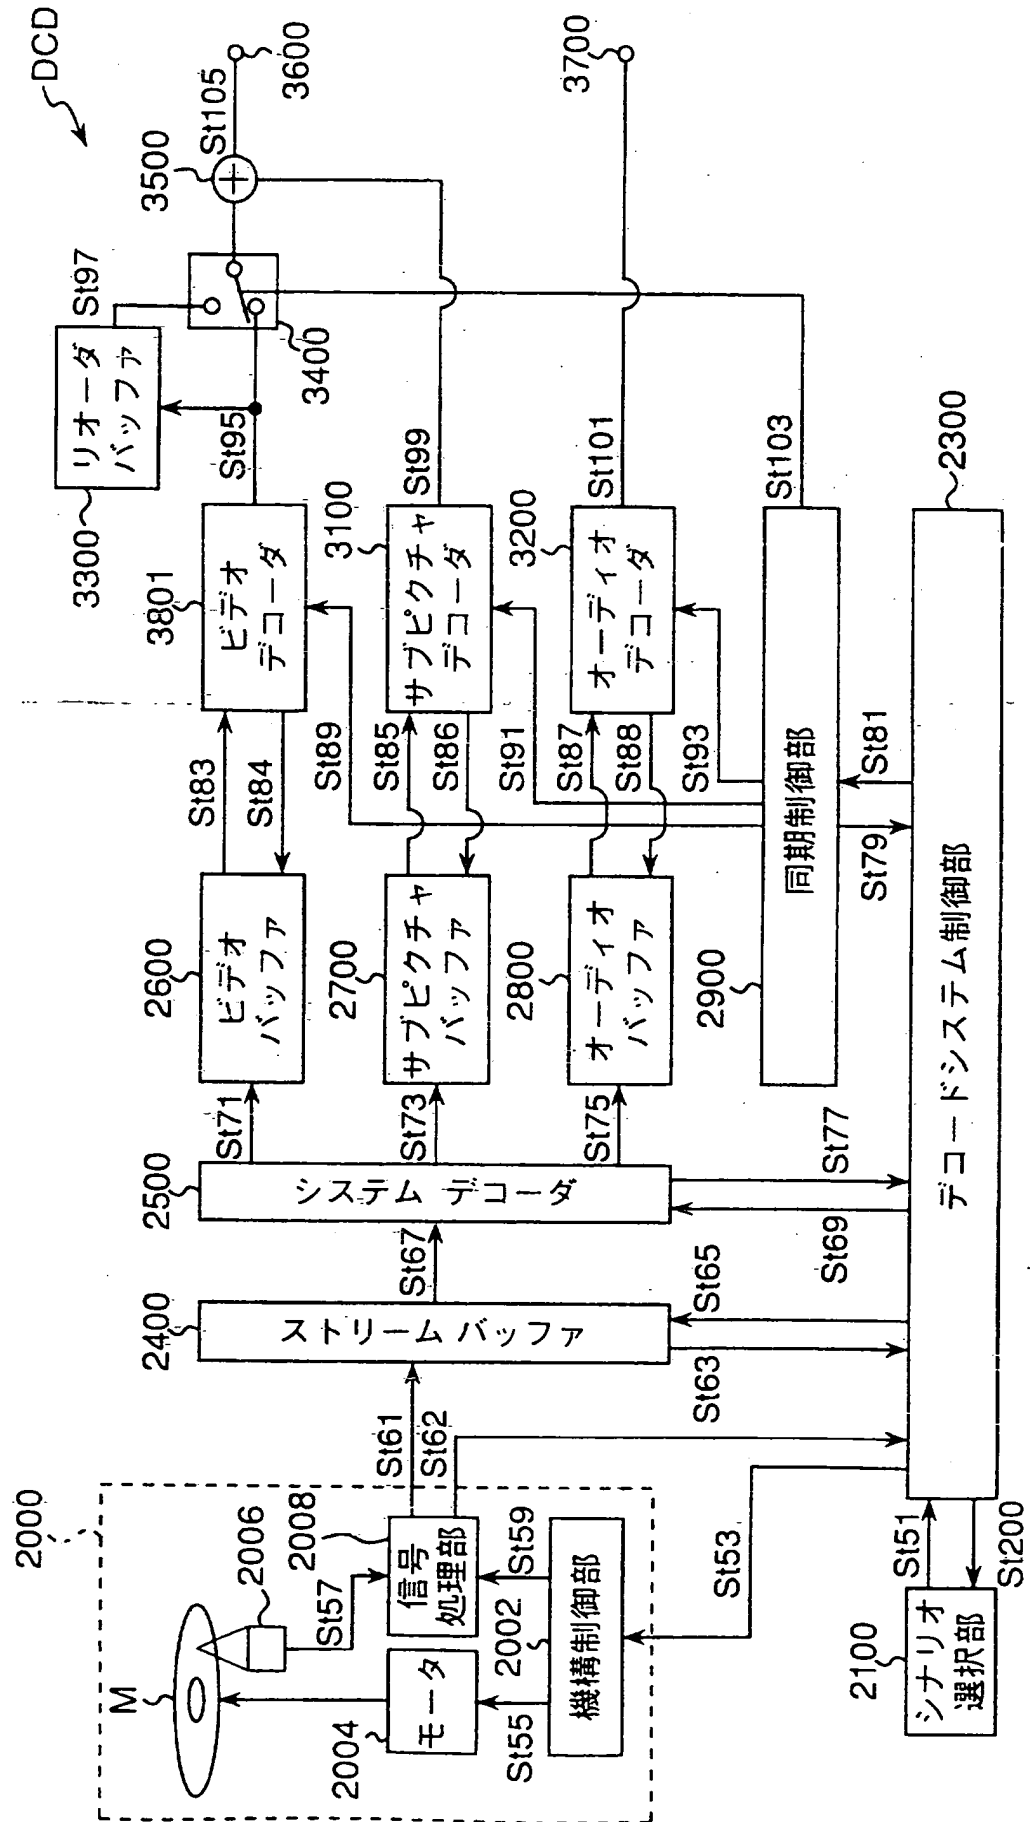 DCD
2000
M
2006
St57
2008
信号
処理部
2004
モータ
St55
2002
St59
機構制御部
St53
2100
シナリオ
選択部
St51
St200
St61
St62
2400
ストリーム バッファ
St63
St65
St67
2500
システム デコーダ
St69
St77
St71
St73
St75
2600
ビデオ
バッファ
2700
サブピクチャ
バッファ
2800
オーディオ
バッファ
2900
同期制御部
St79
St81
2300
デコードシステム制御部
St83
St84
St89
St85
St86
St91
St87
St88
St93
3801
ビデオ
デコーダ
3100
サブピクチャ
デコーダ
3200
オーディオ
デコーダ
3300
リオーダ
バッファ
St95
St97
St99
St101
St103
3400
3500
St105
3600
3700